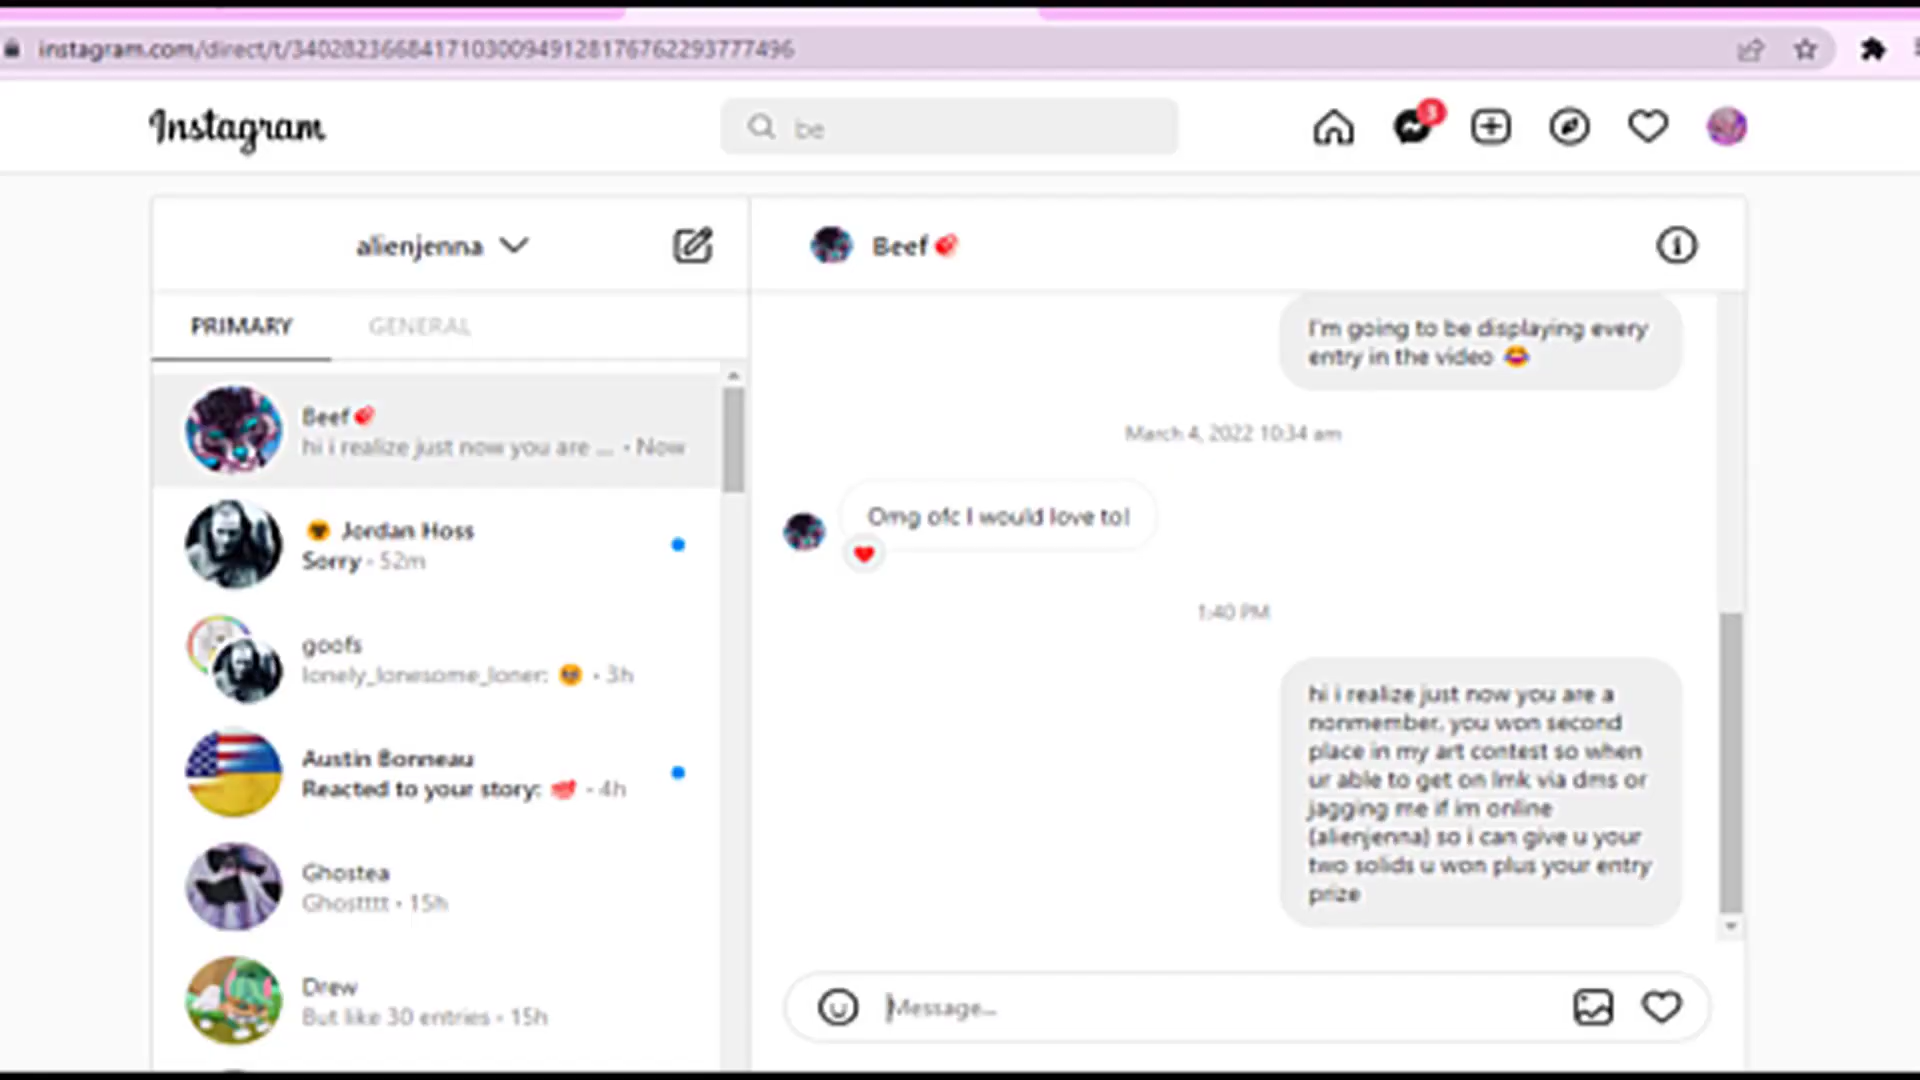 instagram.com/direct/t/340282366841710300949128176762293777496
Instagram
be
3
alienjenna
PRIMARY
GENERAL
Beef
hi i realize just now you are ... · Now
Jordan Hoss
Sorry · 52m
goofs
lonely_lonesome_loner: · 3h
Austin Bonneau
Reacted to your story: · 4h
Ghostea
Ghostttt · 15h
Drew
But like 30 entries · 15h
Beef
I'm going to be displaying every
entry in the video
March 4, 2022 10:34 am
Omg ofc I would love to!
1:40 PM
hi i realize just now you are a
nonmember, you won second
place in my art contest so when
ur able to get on lmk via dms or
jagging me if im online
(alienjenna) so i can give u your
two solids u won plus your entry
prize
Message...